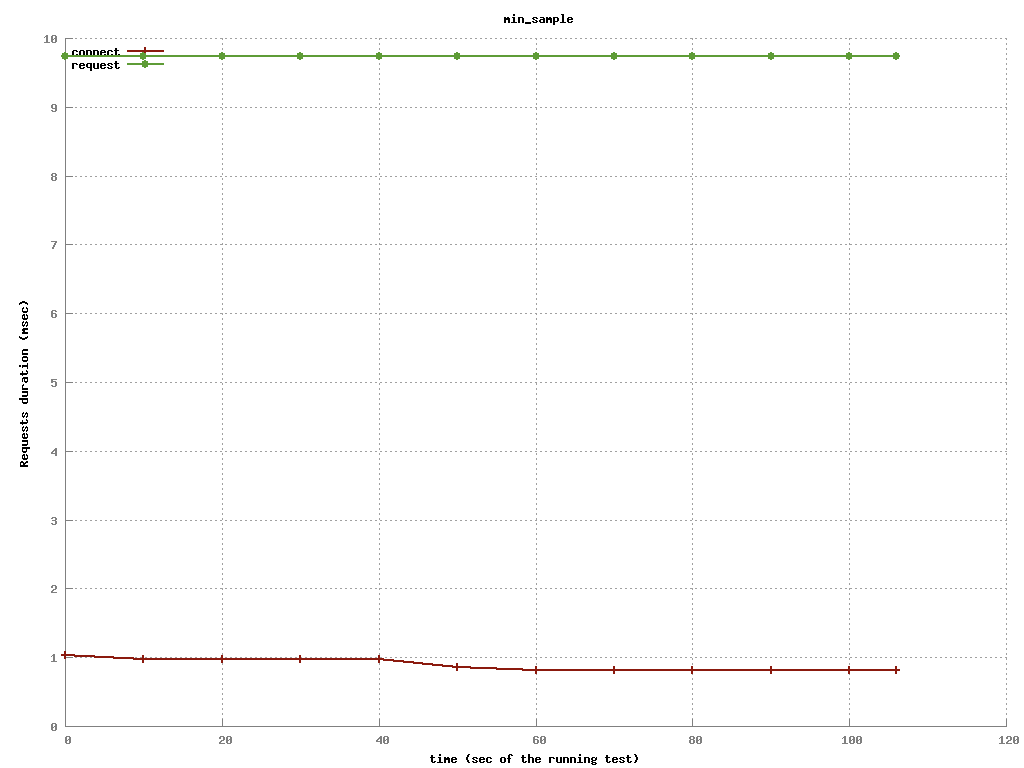 min_sample
10
9
8
7
6
5
4
3
2
1
0
connect
request
Requests duration (msec)
0 20 40 60 80 100 120
time (sec of the running test)